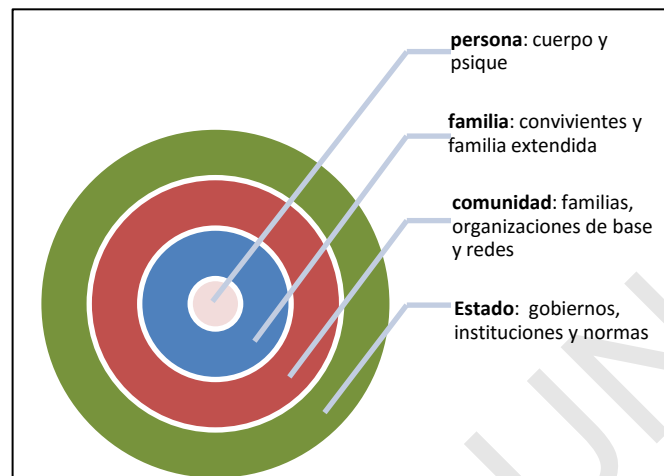 persona: cuerpo y
psique
familia: convivientes y
familia extendida
comunidad: familias,
organizaciones de base
y redes
Estado: gobiernos,
instituciones y normas